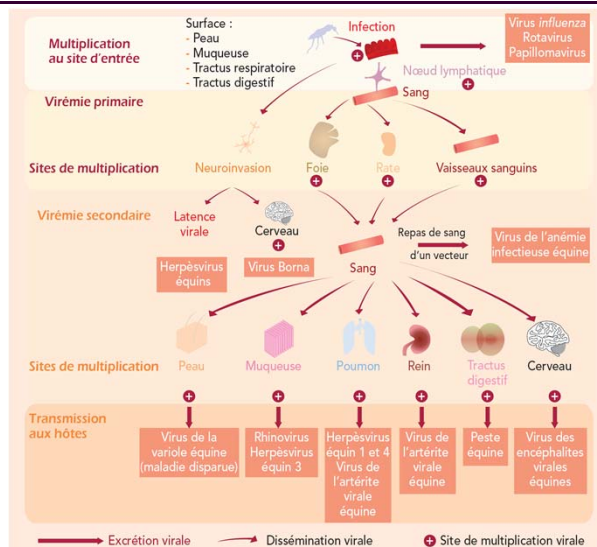 Multiplication
au site d'entrée
Surface :
- Peau
- Muqueuse
- Tractus respiratoire
- Tractus digestif
Infection
Virus influenza
Rotavirus
Papillomavirus
Nœud lymphatique
Sang
Virémie primaire
Sites de multiplication
Neuroinvasion
Foie
Rate
Vaisseaux sanguins
Virémie secondaire
Latence
virale
Cerveau
Herpèsvirus
équins
Virus Borna
Sang
Repas de sang
d'un vecteur
Virus de l'anémie
infectieuse équine
Sites de multiplication
Peau
Muqueuse
Poumon
Rein
Tractus
digestif
Cerveau
Transmission
aux hôtes
Virus de la
variole équine
(maladie disparue)
Rhinovirus
Herpèsvirus
équin 3
Herpèsvirus
équin 1 et 4
Virus de
l'artérite
virale
équine
Virus de
l'artérite
virale
équine
Peste
équine
Virus des
encéphalites
virales
équines
Excrétion virale
Dissémination virale
Site de multiplication virale